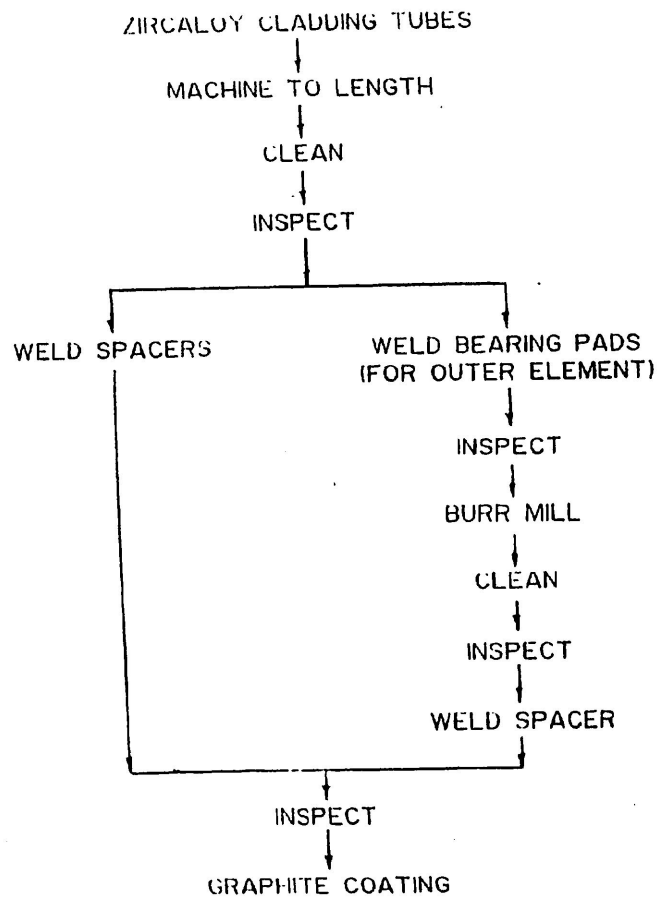 ZIRCALOY CLADDING TUBES
MACHINE TO LENGTH
CLEAN
INSPECT
WELD SPACERS
WELD BEARING PADS
(FOR OUTER ELEMENT)
INSPECT
BURR MILL
CLEAN
INSPECT
WELD SPACER
INSPECT
GRAPHITE COATING